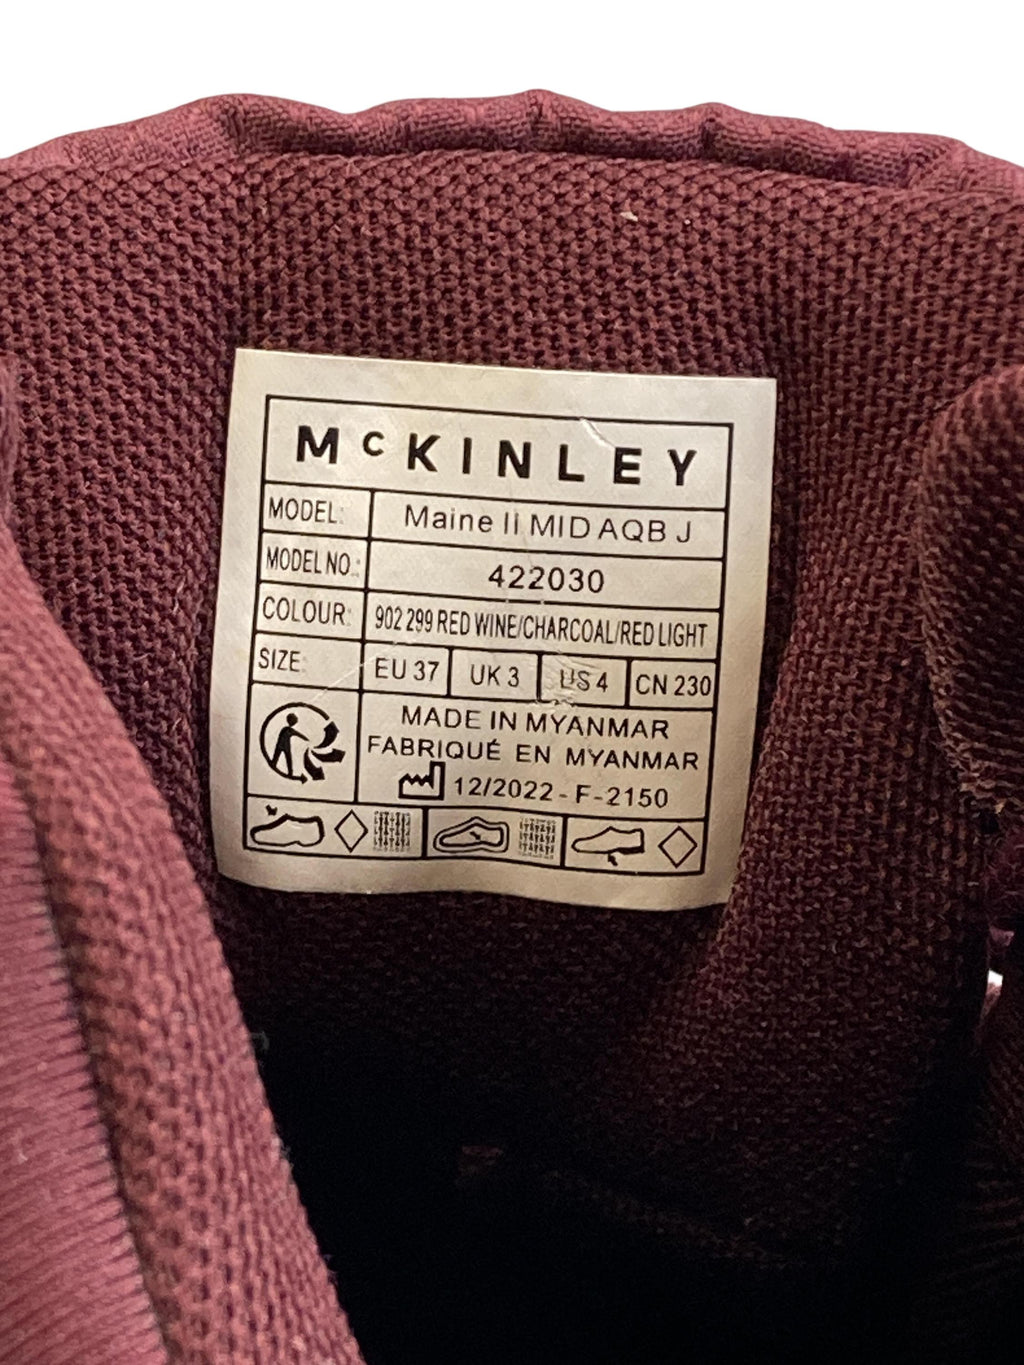 McKINLEY
MODEL: Maine II MID AQB J
MODEL NO.: 422030
COLOUR: 902 299 RED WINE/CHARCOAL/RED LIGHT
SIZE: EU 37 UK 3 US 4 CN 230
MADE IN MYANMAR
FABRIQUÉ EN MYANMAR
12/2022 - F-2150